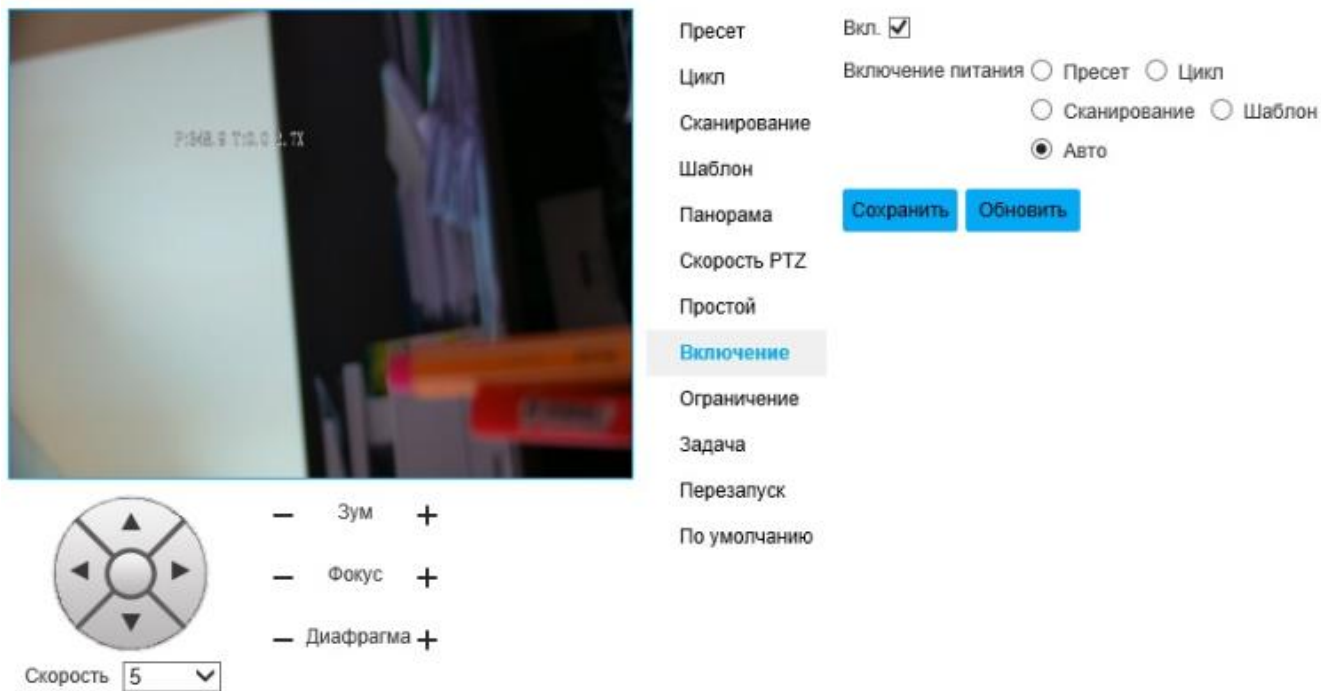 Пресет
Цикл
Сканирование
Шаблон
Панорама
Скорость PTZ
Простой
Включение
Ограничение
Задача
Перезапуск
По умолчанию
Вкл.
Включение питания Пресет Цикл
Сканирование Шаблон
Авто
Сохранить Обновить
Зум
Фокус
Диафрагма
Скорость 5